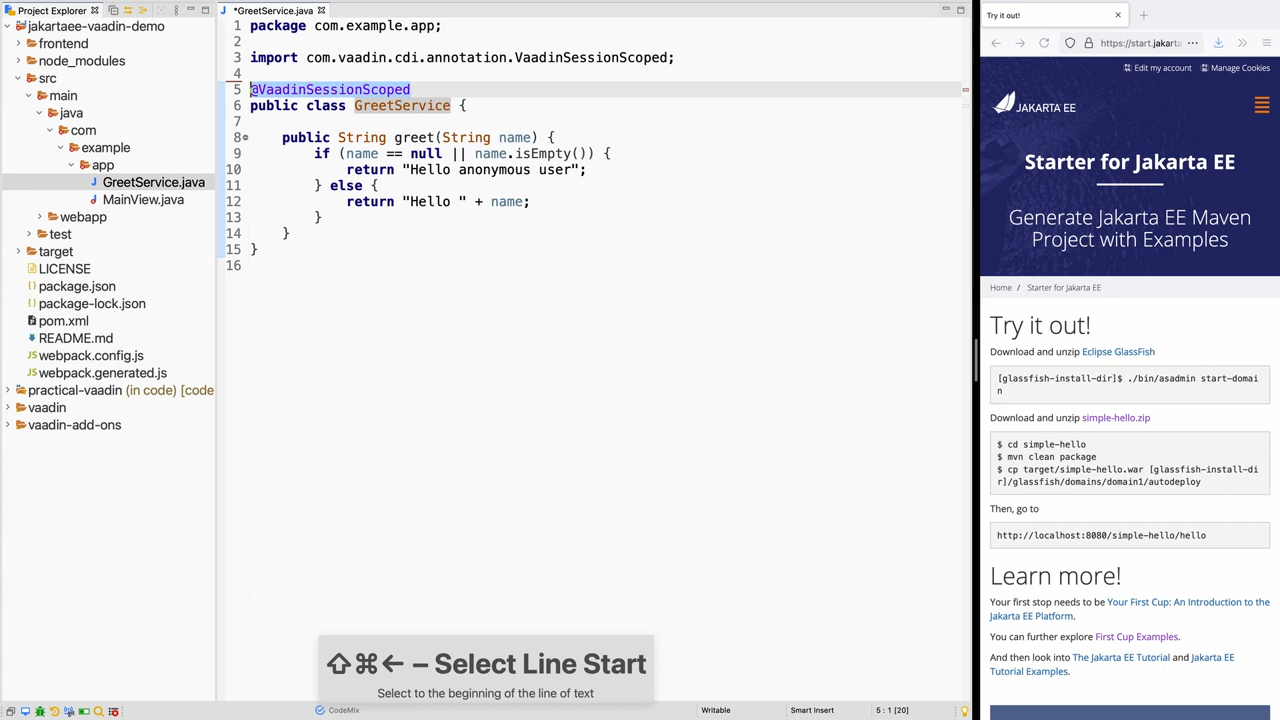 Project Explorer
jakartaee-vaadin-demo
frontend
node_modules
src
main
java
com
example
app
GreetService.java
MainView.java
webapp
test
target
LICENSE
package.json
package-lock.json
pom.xml
README.md
webpack.config.js
webpack.generated.js
practical-vaadin (in code) [code
vaadin
vaadin-add-ons
*GreetService.java
1 package com.example.app;
2
3 import com.vaadin.cdi.annotation.VaadinSessionScoped;
4
5 @VaadinSessionScoped
6 public class GreetService {
7
8 public String greet(String name) {
9 if (name == null || name.isEmpty()) {
10 return "Hello anonymous user";
11 } else {
12 return "Hello " + name;
13 }
14 }
15 }
16
⇧⌘← – Select Line Start
Select to the beginning of the line of text
CodeMix
Writable
Smart Insert
5 : 1 [20]
Try it out!
https://start.jakarta
Edit my account
Manage Cookies
JAKARTA EE
Starter for Jakarta EE
Generate Jakarta EE Maven
Project with Examples
Home / Starter for Jakarta EE
Try it out!
Download and unzip Eclipse GlassFish
[glassfish-install-dir]$ ./bin/asadmin start-domai
n
Download and unzip simple-hello.zip
$ cd simple-hello
$ mvn clean package
$ cp target/simple-hello.war [glassfish-install-di
r]/glassfish/domains/domain1/autodeploy
Then, go to
http://localhost:8080/simple-hello/hello
Learn more!
Your first stop needs to be Your First Cup: An Introduction to the
Jakarta EE Platform.
You can further explore First Cup Examples.
And then look into The Jakarta EE Tutorial and Jakarta EE
Tutorial Examples.